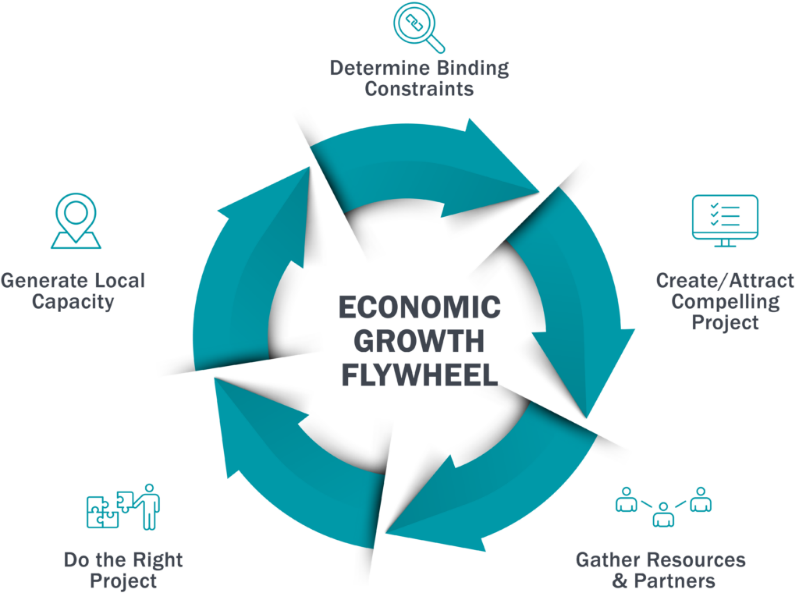 Determine Binding
Constraints
Create/Attract
Compelling
Project
Gather Resources
& Partners
Do the Right
Project
Generate Local
Capacity
ECONOMIC
GROWTH
FLYWHEEL